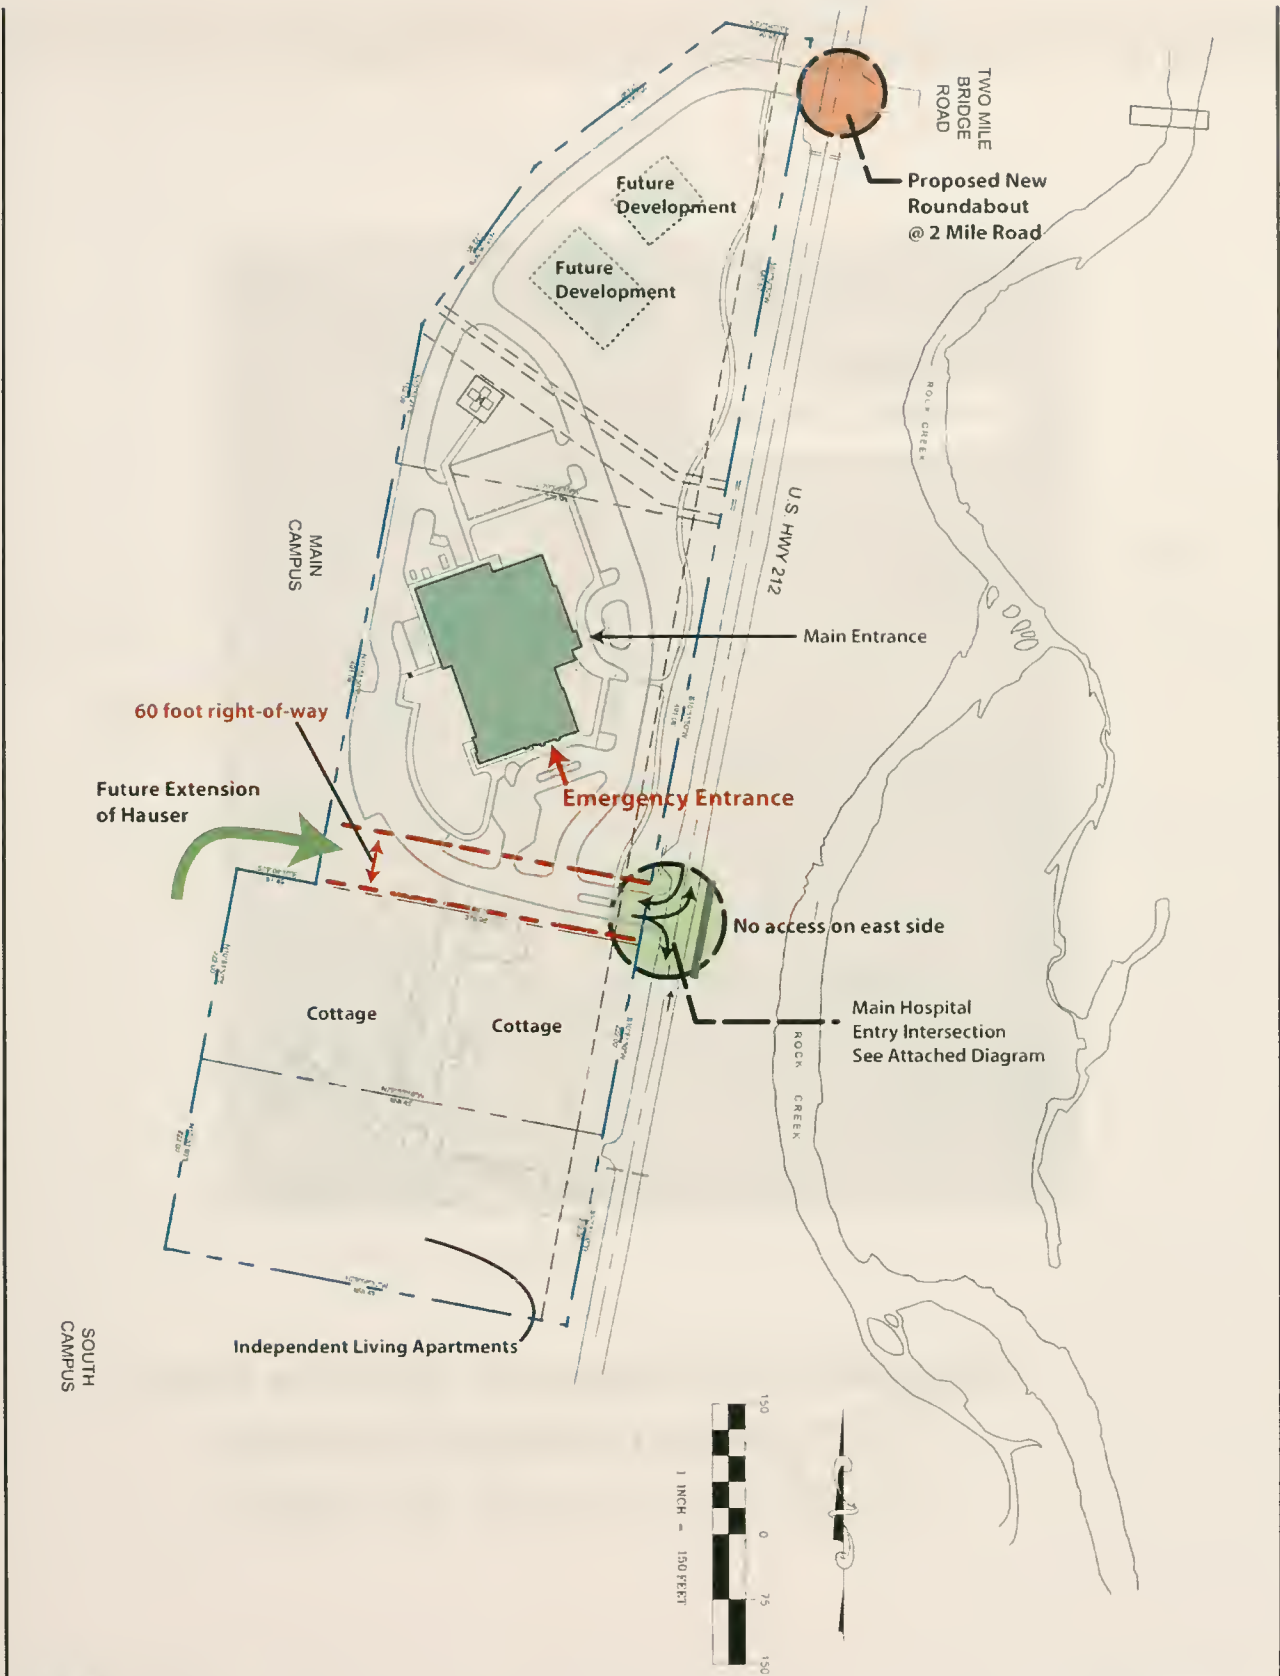 TWO MILE
BRIDGE
ROAD
Proposed New
Roundabout
@ 2 Mile Road
Future
Development
Future
Development
ROCK CREEK
U.S. HWY 212
MAIN
CAMPUS
Main Entrance
60 foot right-of-way
Future Extension
of Hauser
Emergency Entrance
No access on east side
Main Hospital
Entry Intersection
See Attached Diagram
Cottage
Cottage
ROCK CREEK
Independent Living Apartments
SOUTH
CAMPUS
150
0
75
150
1 INCH = 150 FEET